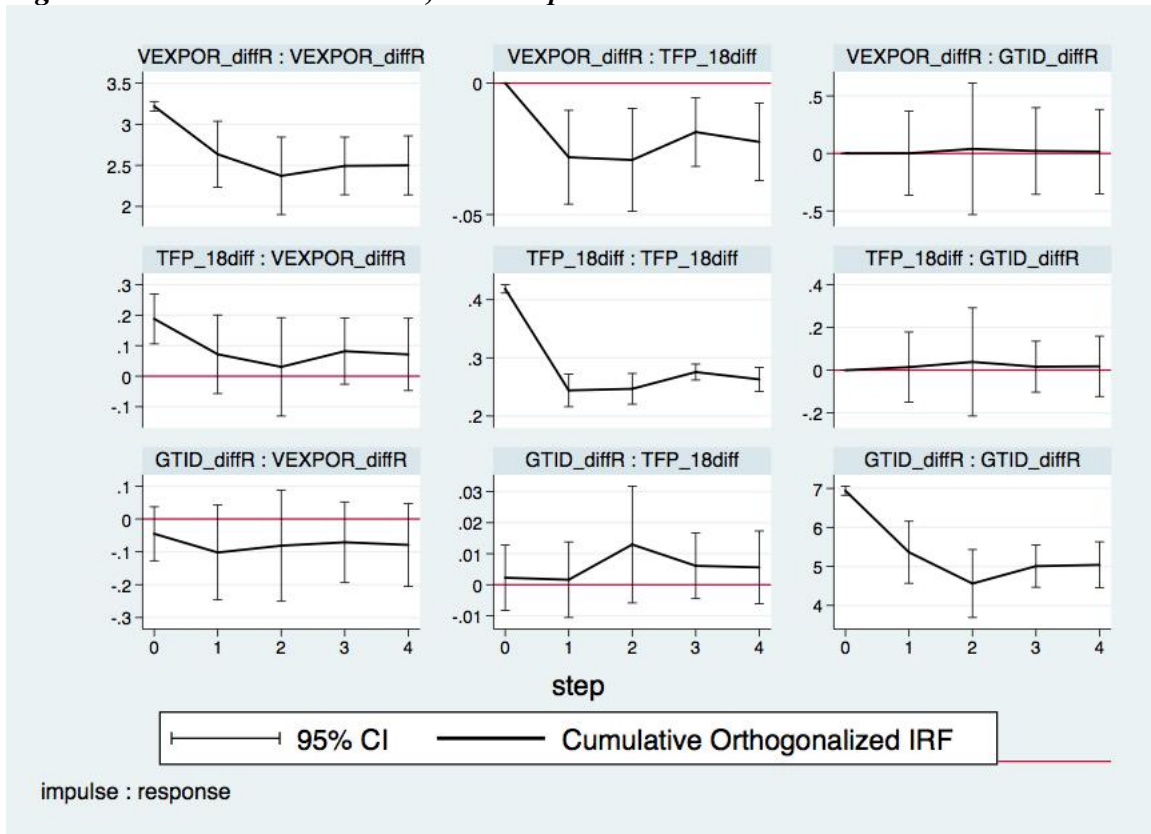 VEXPOR_diffR : VEXPOR_diffR
VEXPOR_diffR : TFP_18diff
VEXPOR_diffR : GTID_diffR
3.5
3
2.5
2
0
-.05
.5
0
-.5
TFP_18diff : VEXPOR_diffR
TFP_18diff : TFP_18diff
TFP_18diff : GTID_diffR
.3
.2
.1
0
-.1
.4
.3
.2
.4
.2
0
-.2
GTID_diffR : VEXPOR_diffR
GTID_diffR : TFP_18diff
GTID_diffR : GTID_diffR
.1
0
-.1
-.2
-.3
.03
.02
.01
0
-.01
7
6
5
4
0 1 2 3 4
0 1 2 3 4
0 1 2 3 4
step
95% CI
Cumulative Orthogonalized IRF
impulse : response